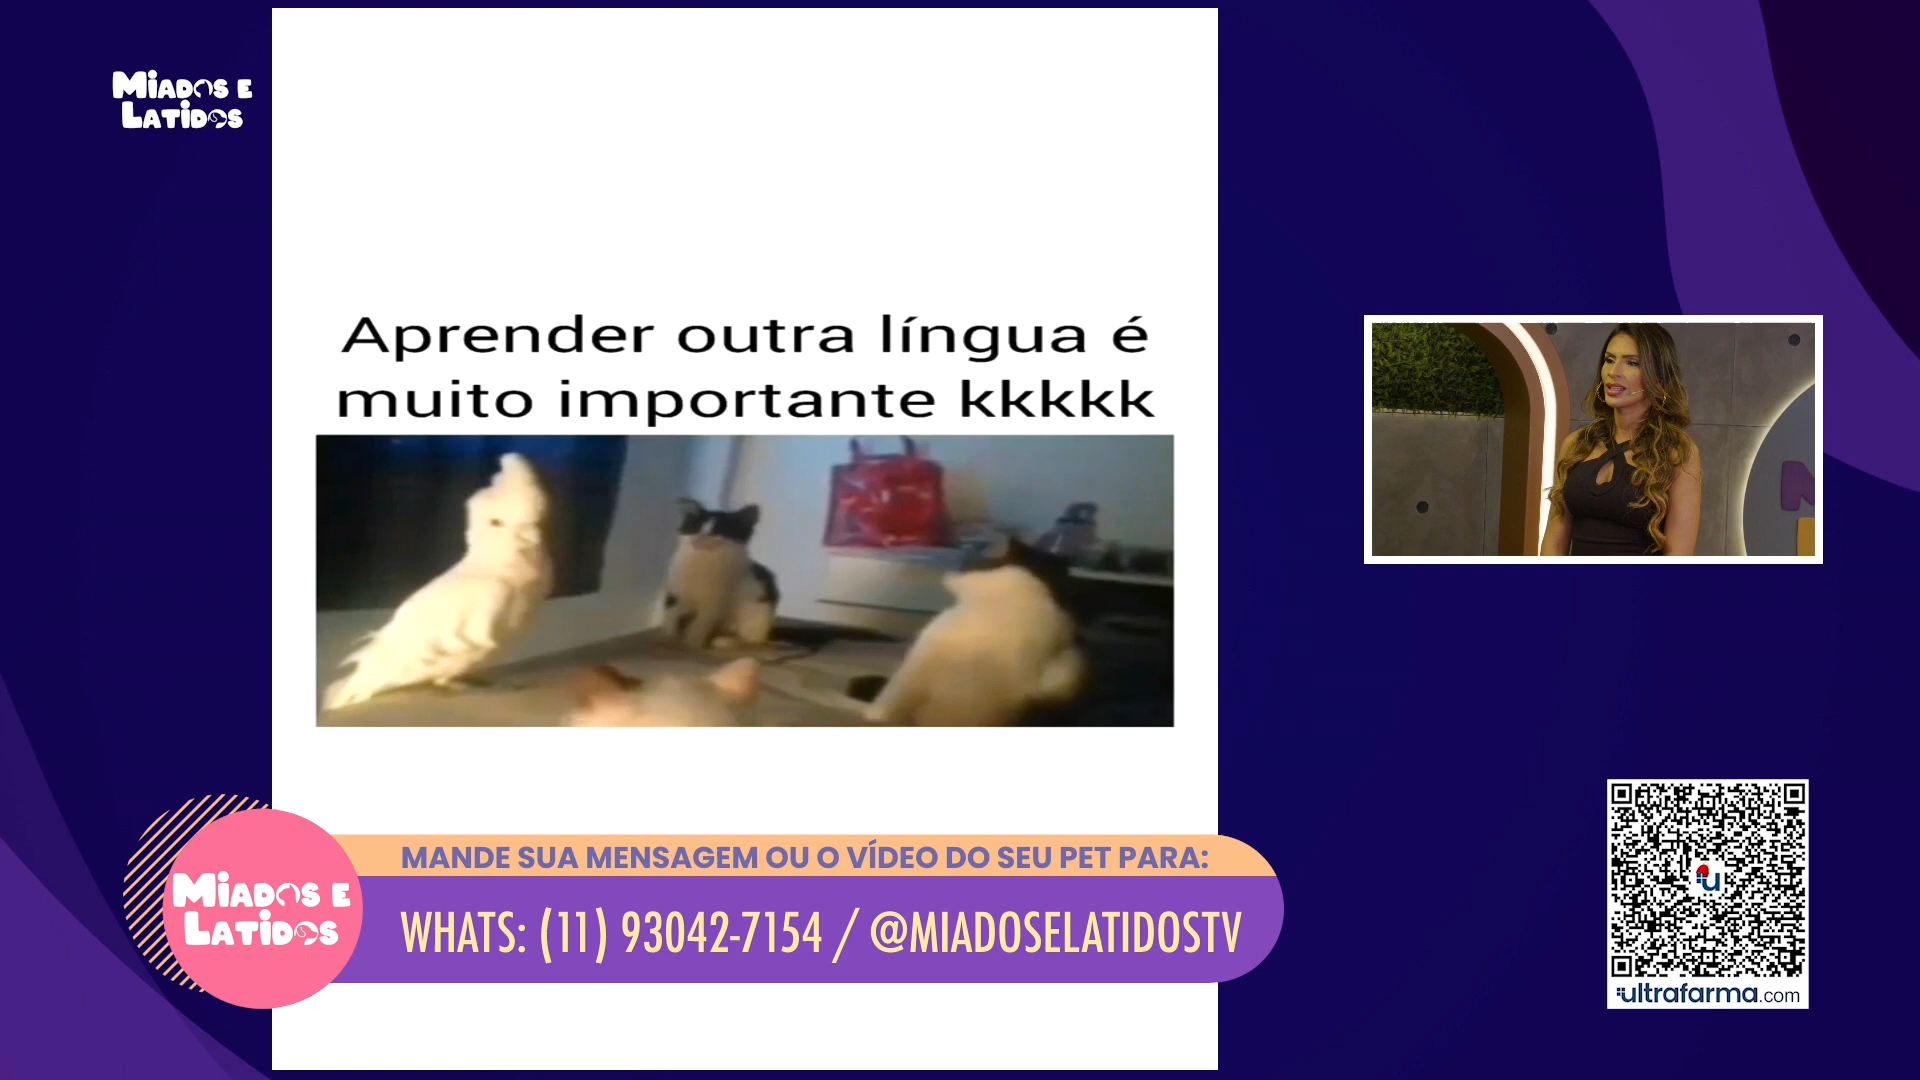 MIADOS E
LATIDOS
Aprender outra língua é
muito importante kkkkk
MANDE SUA MENSAGEM OU O VÍDEO DO SEU PET PARA:
MIADOS E
LATIDOS
WHATS: (11) 93042-7154 / @MIADOSELATIDOSTV
u
ultrafarma.com